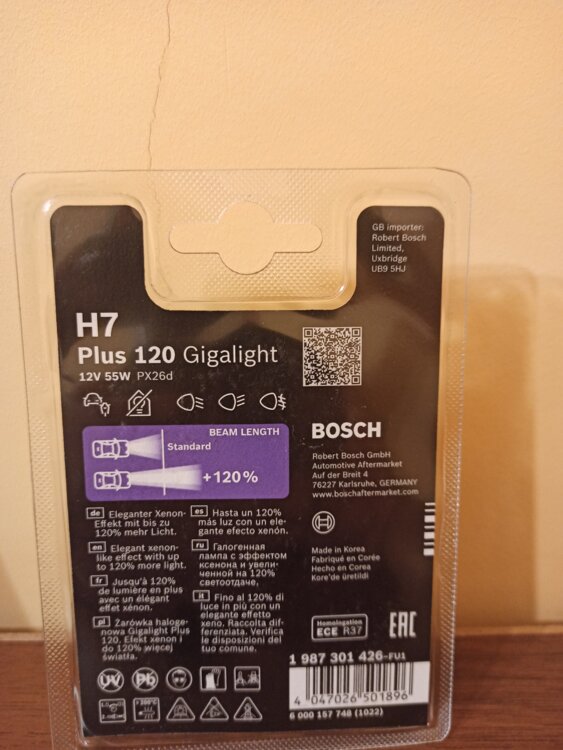 GB importer:
Robert Bosch
Limited,
Uxbridge
UB9 5HJ
H7
Plus 120 Gigalight
12V 55W PX26d
BEAM LENGTH
Standard
+120%
BOSCH
Robert Bosch GmbH
Automotive Aftermarket
Auf der Breit 4
76227 Karlsruhe, GERMANY
www.boschaftermarket.com
de Eleganter Xenon-
Effekt mit bis zu
120% mehr Licht.
en Elegant xenon-
like effect with up
to 120% more light.
fr Jusqu'à 120%
de lumière en plus
avec un élégant
effet xénon.
pl Żarówka haloge-
nowa Gigalight Plus
120. Efekt xenon i
do 120% więcej
światła.
es Hasta un 120%
más luz con un ele-
gante efecto xenón.
ru Галогенная
лампа с эффектом
ксенона и увели-
ченной на 120%
светоотдаче.
it Fino al 120% di
luce in più con un
elegante effetto
xeno. Raccolta dif-
ferenziata. Verifica
le disposizioni del
tuo comune.
Made in Korea
Fabriqué en Corée
Hecho en Corea
Kore'de üretildi
Homologation
ECE R37
EAC
1 987 301 426-FU1
4 047026 501896
6 000 157 748 (1022)
UV
Pb